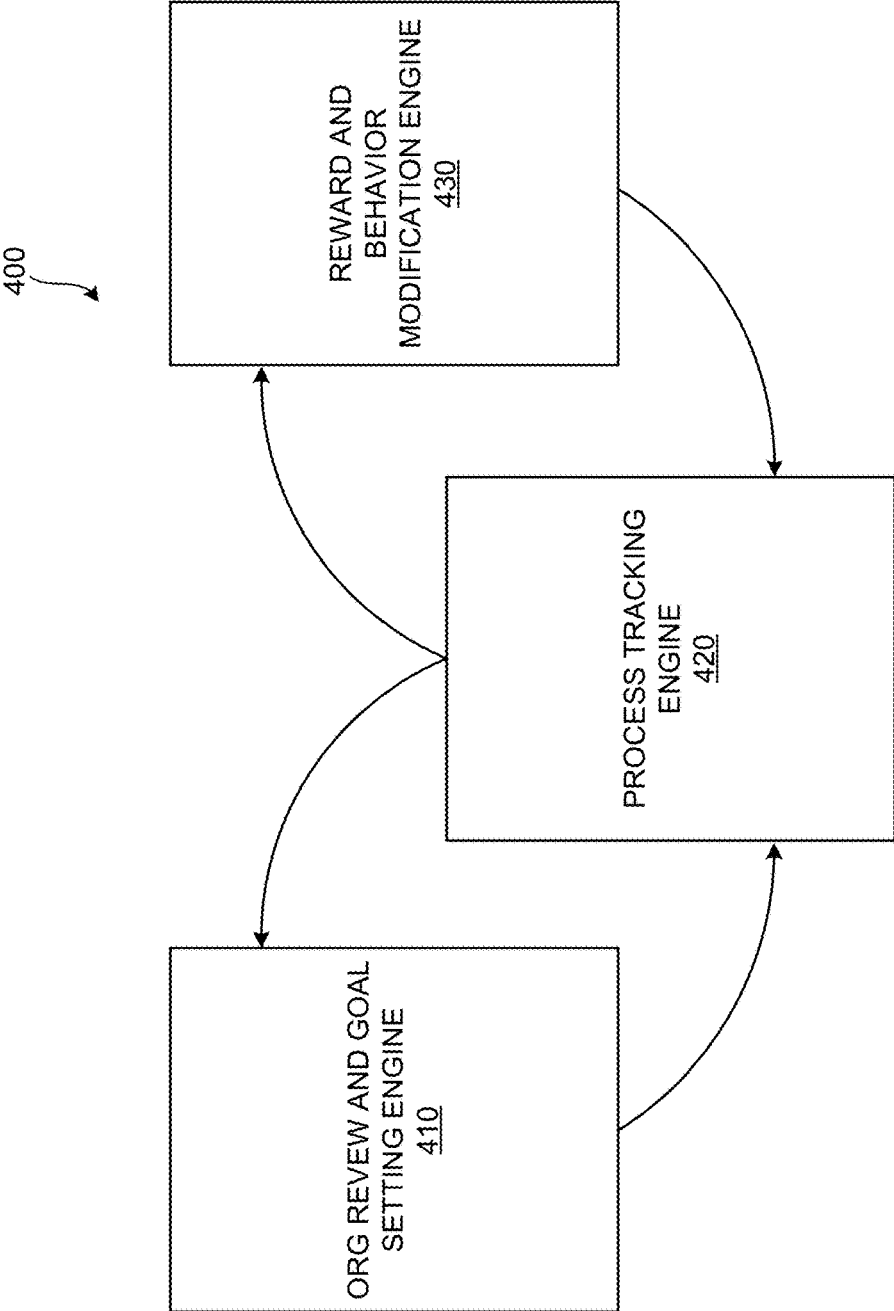 400
ORG REVEW AND GOAL
SETTING ENGINE
410
PROCESS TRACKING
ENGINE
420
REWARD AND
BEHAVIOR
MODIFICATION ENGINE
430